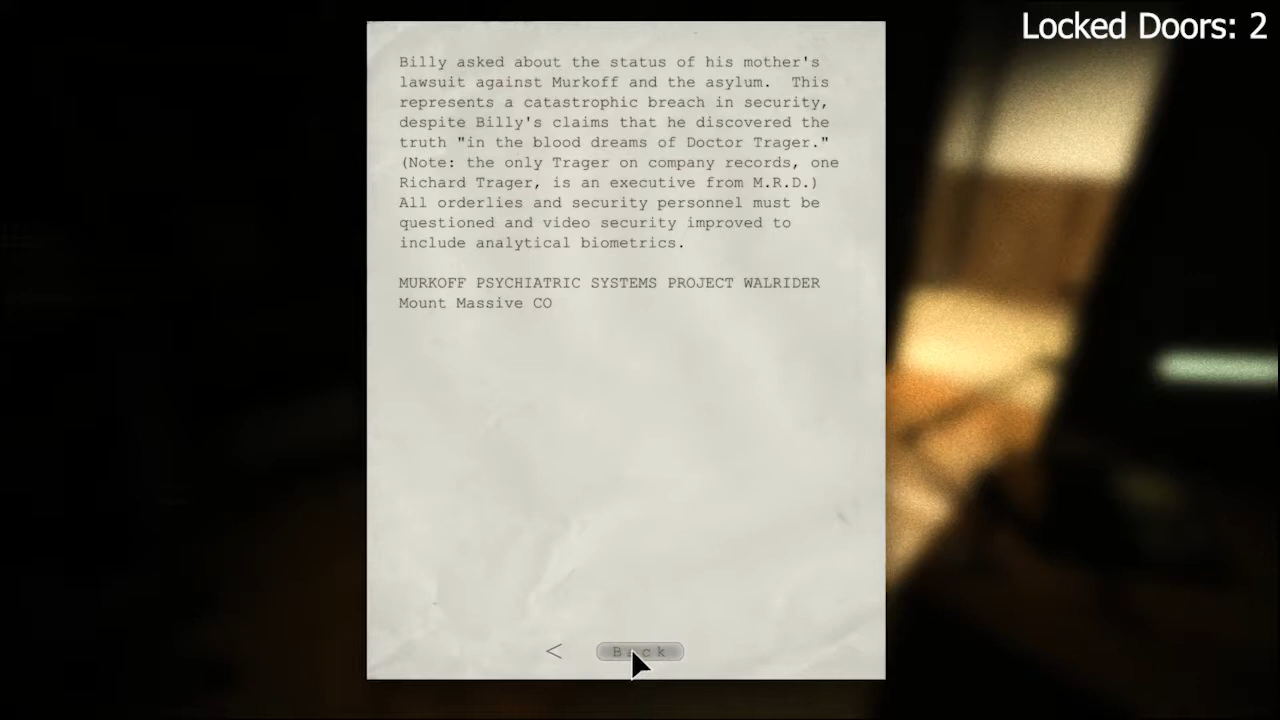 Locked Doors: 2
Billy asked about the status of his mother's
lawsuit against Murkoff and the asylum.  This
represents a catastrophic breach in security,
despite Billy's claims that he discovered the
truth "in the blood dreams of Doctor Trager."
(Note: the only Trager on company records, one
Richard Trager, is an executive from M.R.D.)
All orderlies and security personnel must be
questioned and video security improved to
include analytical biometrics.
MURKOFF PSYCHIATRIC SYSTEMS PROJECT WALRIDER
Mount Massive CO
< Back